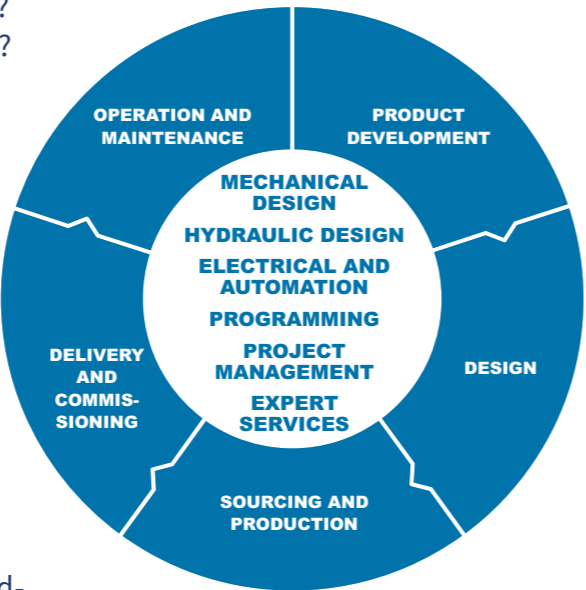 ?
?
OPERATION AND
MAINTENANCE
PRODUCT
DEVELOPMENT
MECHANICAL
DESIGN
HYDRAULIC DESIGN
ELECTRICAL AND
AUTOMATION
PROGRAMMING
PROJECT
MANAGEMENT
EXPERT
SERVICES
DELIVERY
AND
COMMIS-
SIONING
DESIGN
SOURCING AND
PRODUCTION
d-